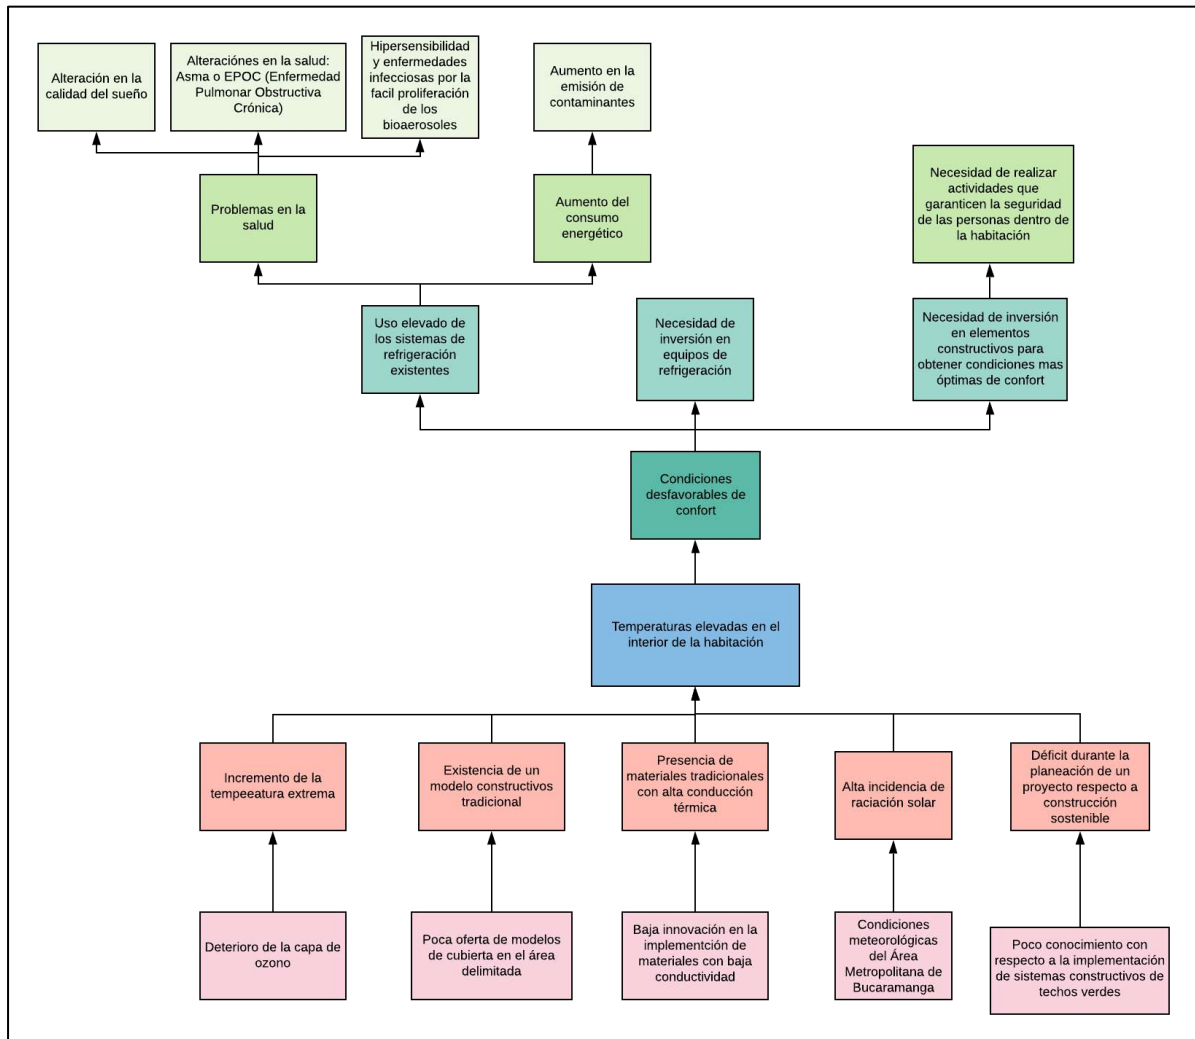 Alteración en la
calidad del sueño
Alteraciónes en la salud:
Asma o EPOC (Enfermedad
Pulmonar Obstructiva
Crónica)
Hipersensibilidad
y enfermedades
infecciosas por la
facil proliferación
de los
bioaerosoles
Aumento en la
emisión de
contaminantes
Problemas en la
salud
Aumento del
consumo
energético
Necesidad de realizar
actividades que
garanticen la seguridad
de las personas dentro de
la habitación
Uso elevado de
los sistemas de
refrigeración
existentes
Necesidad de
inversión en
equipos de
refrigeración
Necesidad de inversión
en elementos
constructivos para
obtener condiciones mas
óptimas de confort
Condiciones
desfavorables de
confort
Temperaturas elevadas en el
interior de la habitación
Incremento de la
tempeeatura extrema
Existencia de un
modelo constructivos
tradicional
Presencia de
materiales tradicionales
con alta conducción
térmica
Alta incidencia de
raciación solar
Déficit durante la
planeación de un
proyecto respecto a
construcción
sostenible
Deterioro de la capa de
ozono
Poca oferta de modelos
de cubierta en el área
delimitada
Baja innovación en la
implementción de
materiales con baja
conductividad
Condiciones
meteorológicas
del Área
Metropolitana de
Bucaramanga
Poco conocimiento con
respecto a la implementación
de sistemas constructivos de
techos verdes